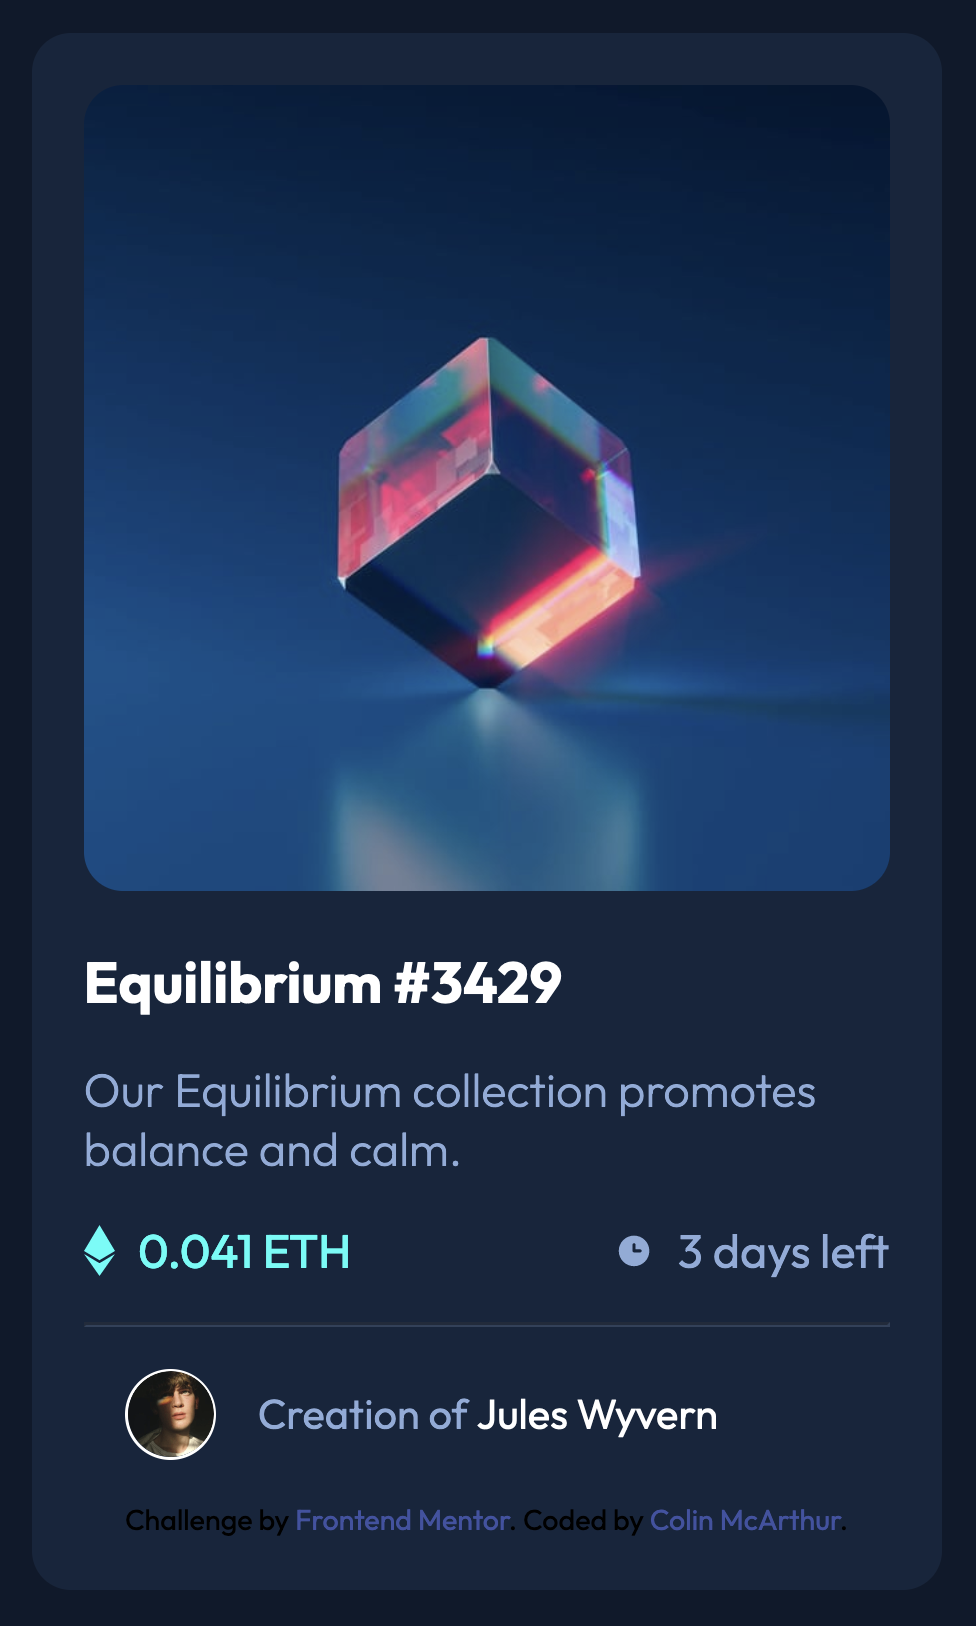 Equilibrium #3429
Our Equilibrium collection promotes
balance and calm.
0.041 ETH
3 days left
Creation of Jules Wyvern
Challenge by Frontend Mentor. Coded by Colin McArthur.